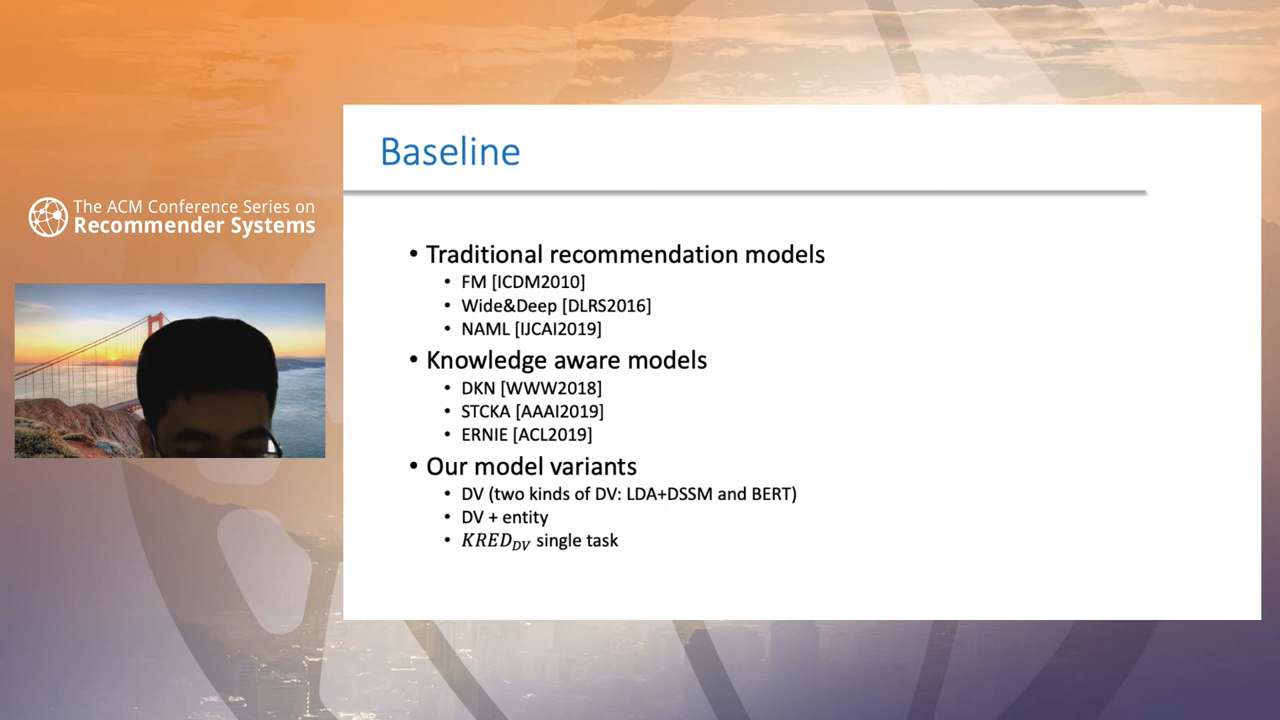 The ACM Conference Series on
Recommender Systems
Baseline
• Traditional recommendation models
• FM [ICDM2010]
• Wide&Deep [DLRS2016]
• NAML [IJCAI2019]
• Knowledge aware models
• DKN [WWW2018]
• STCKA [AAAI2019]
• ERNIE [ACL2019]
• Our model variants
• DV (two kinds of DV: LDA+DSSM and BERT)
• DV + entity
• KRED_DV single task